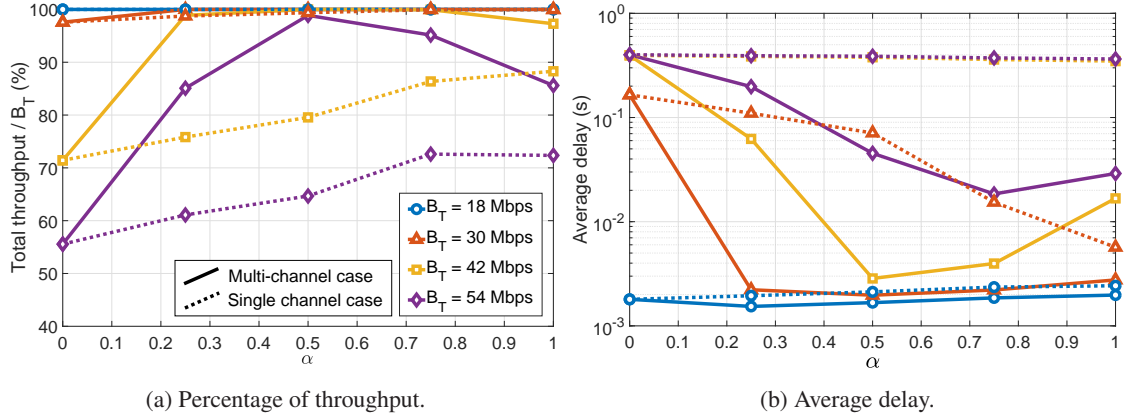 Total throughput / B_T (%)
100
90
80
70
60
50
40
0
0.1
0.2
0.3
0.4
0.5
0.6
0.7
0.8
0.9
1
α
Multi-channel case
Single channel case
B_T = 18 Mbps
B_T = 30 Mbps
B_T = 42 Mbps
B_T = 54 Mbps
(a) Percentage of throughput.
Average delay (s)
10^0
10^-1
10^-2
10^-3
0
0.1
0.2
0.3
0.4
0.5
0.6
0.7
0.8
0.9
1
α
(b) Average delay.